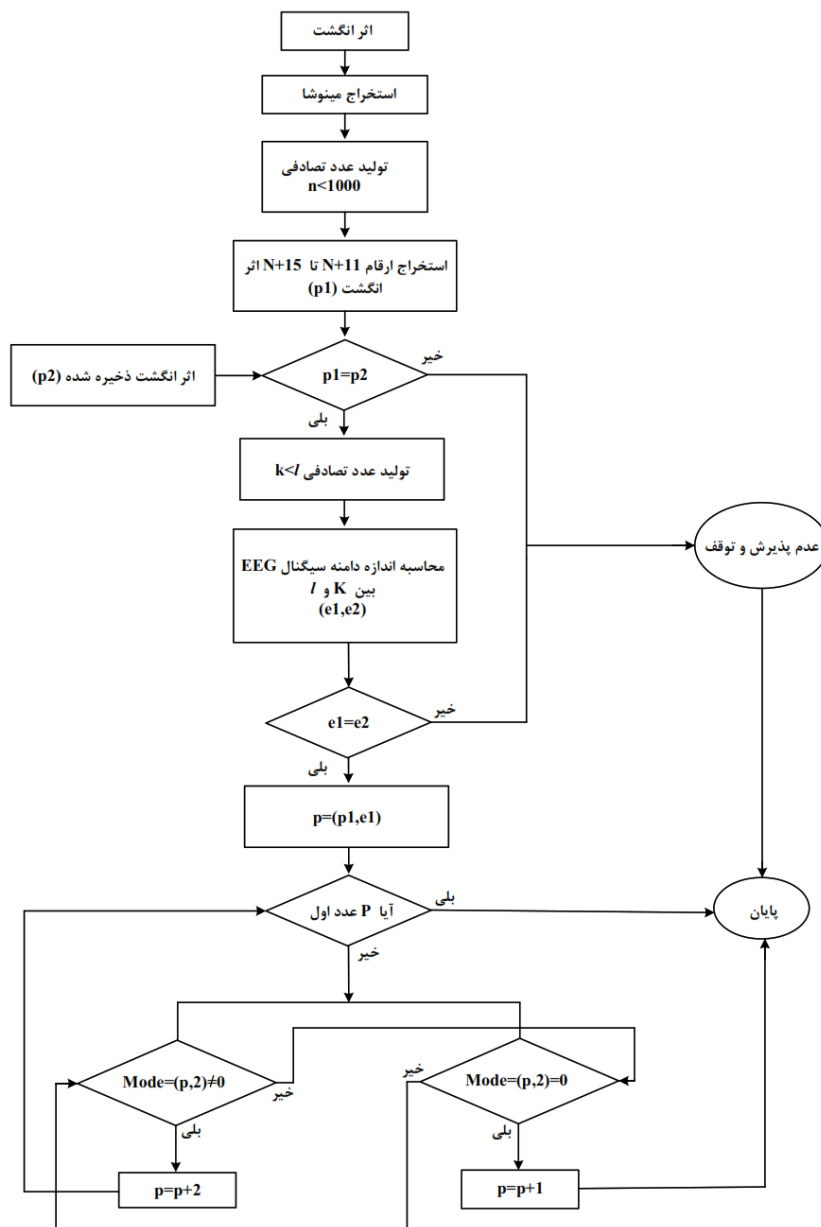 اثر انگشت
استخراج مینوشا
تولید عدد تصادفی
n<1000
استخراج ارقام N+11 تا N+15 اثر
انگشت (p1)
اثر انگشت ذخیره شده (p2)
p1=p2
خیر
بلی
تولید عدد تصادفی k<l
محاسبه اندازه دامنه سیگنال EEG
بین K و l
(e1,e2)
عدم پذیرش و توقف
e1=e2
خیر
بلی
p=(p1,e1)
آیا P عدد اول
بلی
خیر
پایان
Mode=(p,2)≠0
خیر
بلی
Mode=(p,2)=0
خیر
بلی
p=p+2
p=p+1